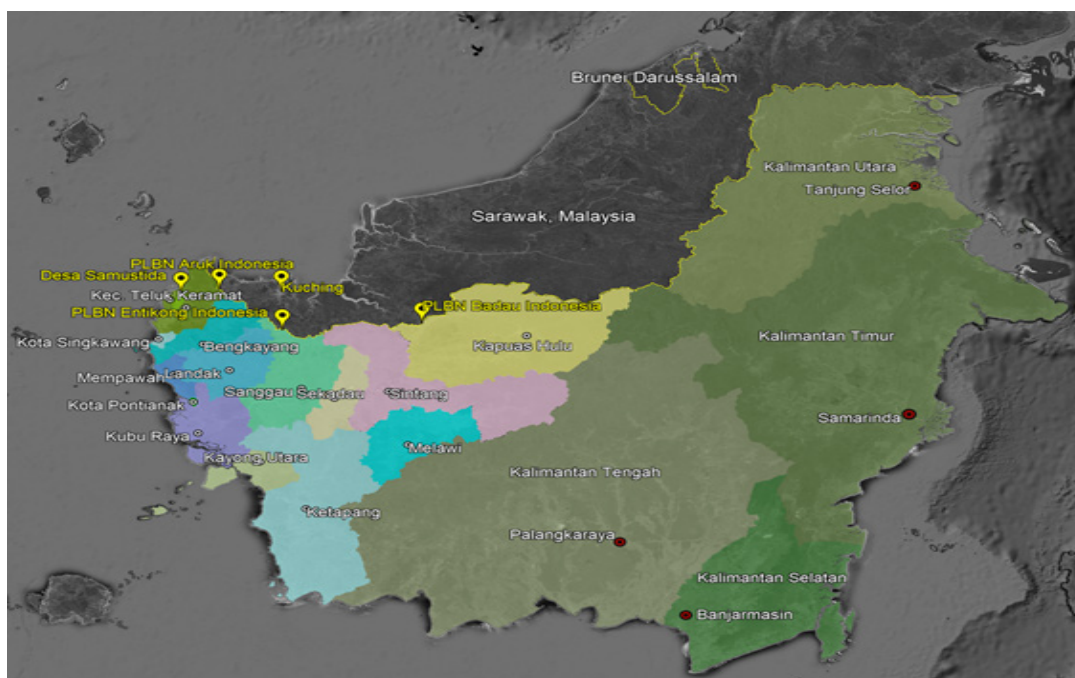 Brunei Darussalam
Kalimantan Utara
Tanjung Selor
Sarawak, Malaysia
PLBN Aruk Indonesia
Desa Samustida
Kuching
Kec. Teluk Keramat
PLBN Badau Indonesia
PLBN Entikong Indonesia
Kota Singkawang
Bengkayang
Kapuas Hulu
Kalimantan Timur
Mempawah
Landak
Sanggau
Sekadau
Sintang
Kota Pontianak
Samarinda
Kubu Raya
Melawi
Kayong Utara
Kalimantan Tengah
Ketapang
Palangkaraya
Kalimantan Selatan
Banjarmasin